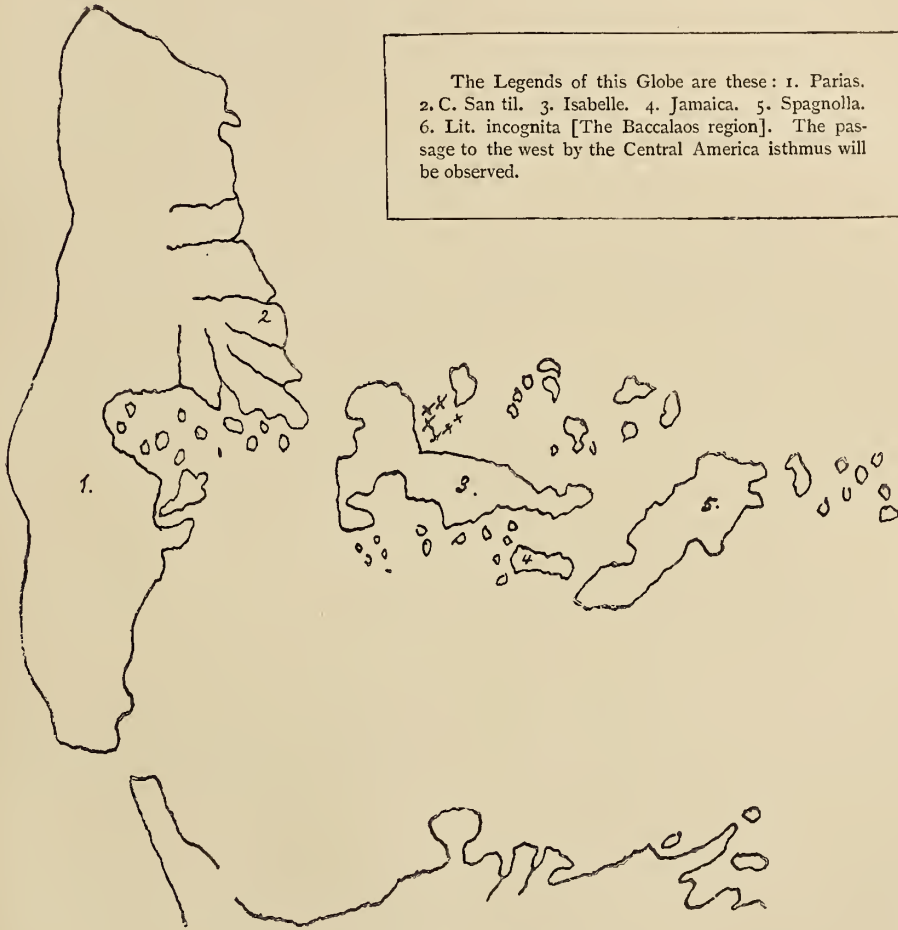 The Legends of this Globe are these: 1. Parias.
2. C. San til. 3. Isabelle. 4. Jamaica. 5. Spagnolla.
6. Lit. incognita [The Baccalaos region]. The pas-
sage to the west by the Central America isthmus will
be observed.
2
1.
3.
5.
4